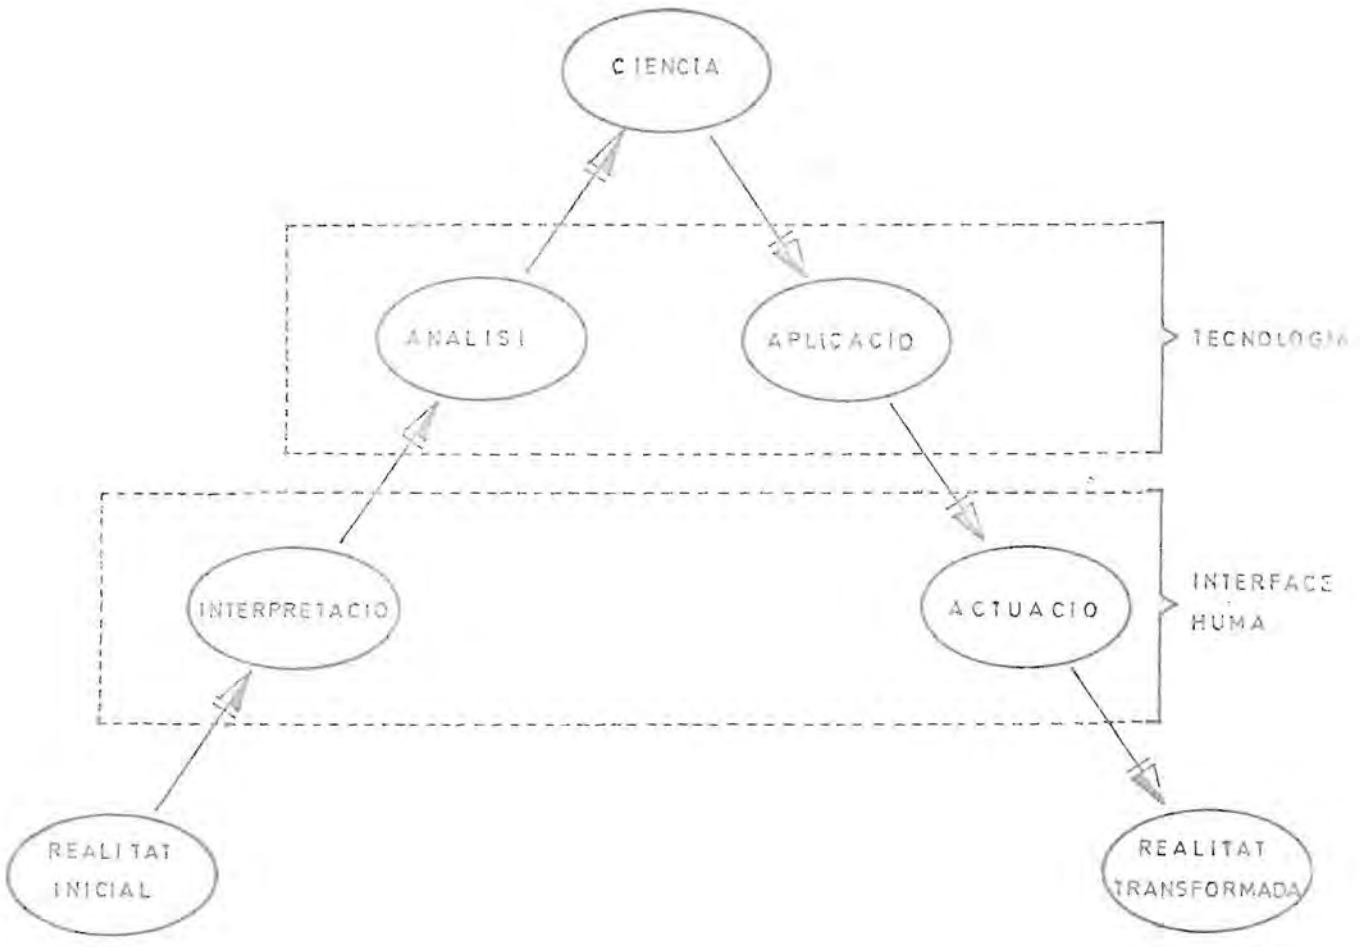 CIENCIA
ANALISI
APLICACIO
TECNOLOGIA
INTERPRETACIO
ACTUACIO
INTERFACE
HUMA
REALITAT
INICIAL
REALITAT
TRANSFORMADA